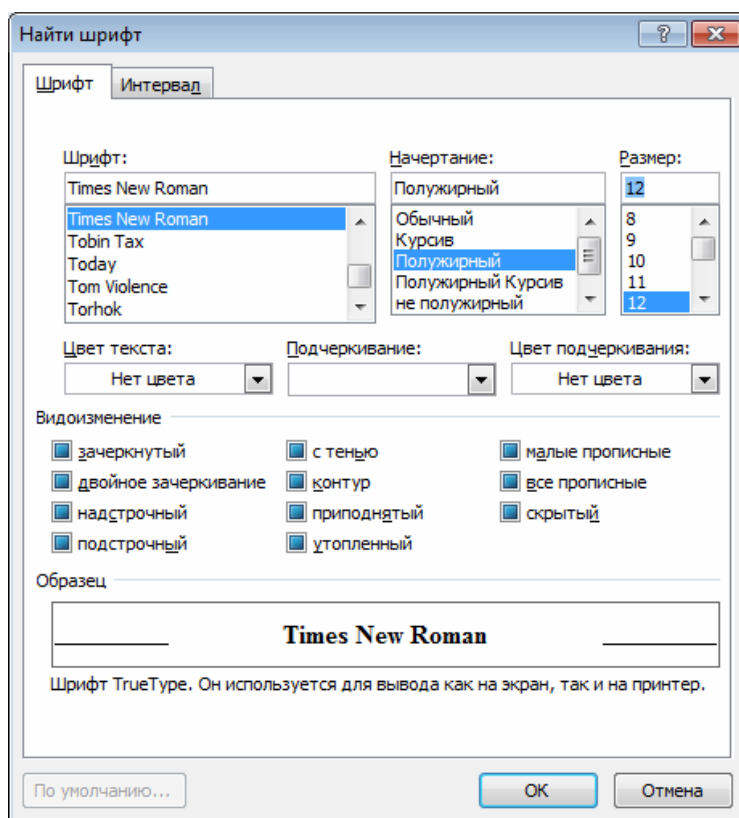 Найти шрифт
Шрифт Интервал
Шрифт: Начертание: Размер:
Times New Roman Полужирный 12
Times New Roman Обычный 8
Tobin Tax Курсив 9
Today Полужирный 10
Tom Violence Полужирный Курсив 11
Torhok не полужирный 12
Цвет текста: Подчеркивание: Цвет подчеркивания:
Нет цвета Нет цвета
Видоизменение
зачеркнутый с тенью малые прописные
двойное зачеркивание контур все прописные
надстрочный приподнятый скрытый
подстрочный утопленный
Образец
Times New Roman
Шрифт TrueType. Он используется для вывода как на экран, так и на принтер.
По умолчанию... ОК Отмена